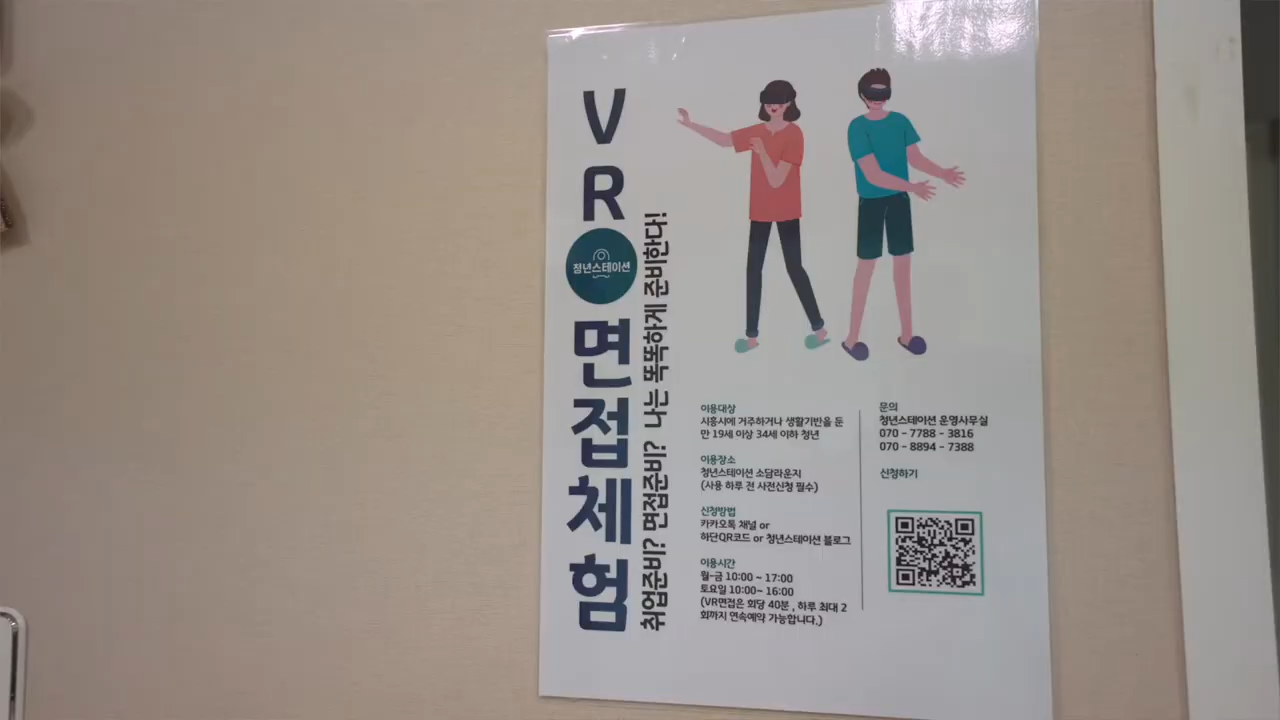 VR
청년스테이션
면접체험
취업준비? 면접준비? 나는 똑똑하게 준비한다!
이용대상
시흥시에 거주하거나 생활기반을 둔
만 19세 이상 34세 이하 청년
이용장소
청년스테이션 소담라운지
(사용 하루 전 사전신청 필수)
신청방법
카카오톡 채널 or
하단QR코드 or 청년스테이션 블로그
이용시간
월-금 10:00 ~ 17:00
토요일 10:00~ 16:00
(VR면접은 회당 40분 , 하루 최대 2
회까지 연속예약 가능합니다.)
문의
청년스테이션 운영사무실
070 - 7788 - 3816
070 - 8894 - 7388
신청하기